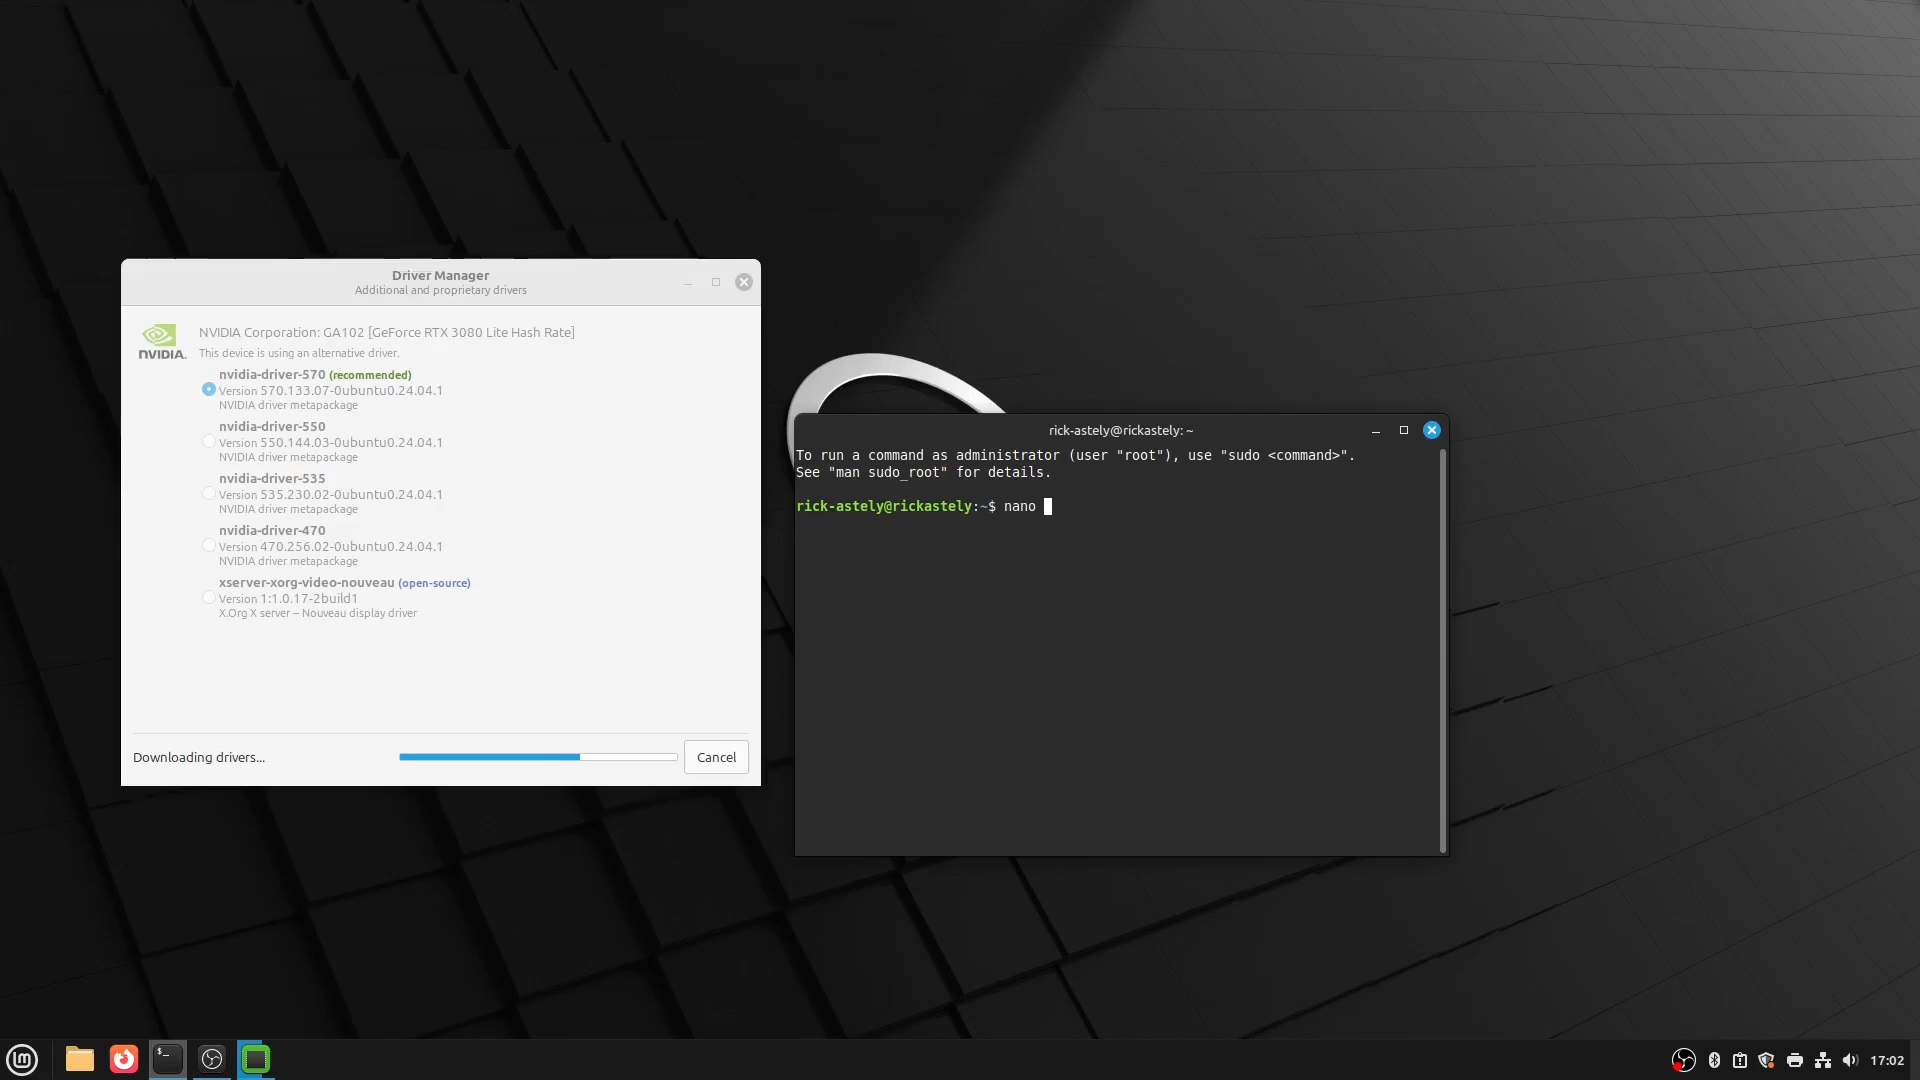 Driver Manager
Additional and proprietary drivers
NVIDIA.
NVIDIA Corporation: GA102 [GeForce RTX 3080 Lite Hash Rate]
This device is using an alternative driver.
nvidia-driver-570 (recommended)
Version 570.133.07-0ubuntu0.24.04.1
NVIDIA driver metapackage
nvidia-driver-550
Version 550.144.03-0ubuntu0.24.04.1
NVIDIA driver metapackage
nvidia-driver-535
Version 535.230.02-0ubuntu0.24.04.1
NVIDIA driver metapackage
nvidia-driver-470
Version 470.256.02-0ubuntu0.24.04.1
NVIDIA driver metapackage
xserver-xorg-video-nouveau (open-source)
Version 1:1.0.17-2build1
X.Org X server -- Nouveau display driver
Downloading drivers...
Cancel
rick-astely@rickastely: ~
To run a command as administrator (user "root"), use "sudo <command>".
See "man sudo_root" for details.
rick-astely@rickastely:~$ nano
$_
17:02